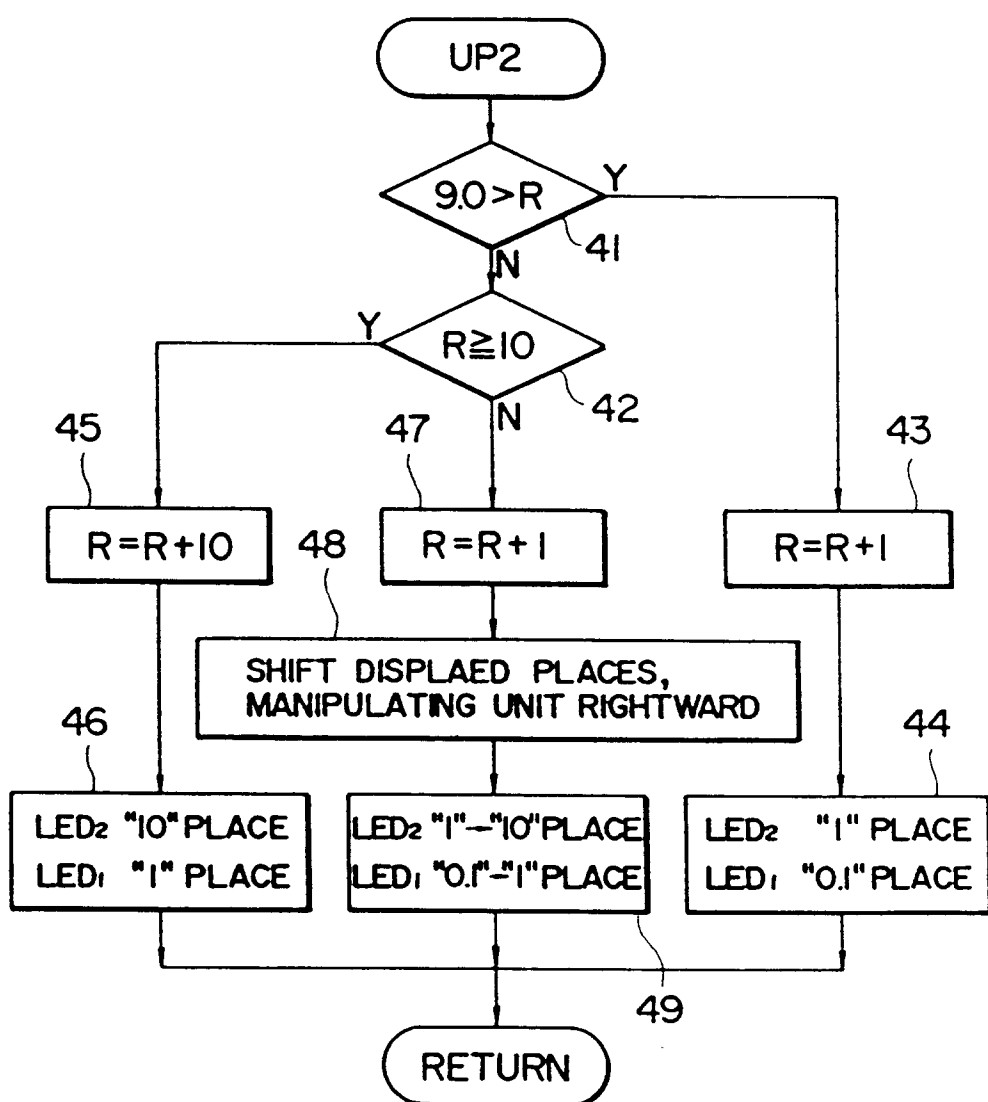 UP2
9.0>R
Y
41
N
Y
R≧10
42
N
45
47
43
R=R+10
R=R+1
R=R+1
48
SHIFT DISPLAED PLACES,
MANIPULATING UNIT RIGHTWARD
46
44
LED2 "10" PLACE
LED1 "1" PLACE
LED2 "1"-"10" PLACE
LED1 "0.1"-"1" PLACE
LED2 "1" PLACE
LED1 "0.1" PLACE
49
RETURN